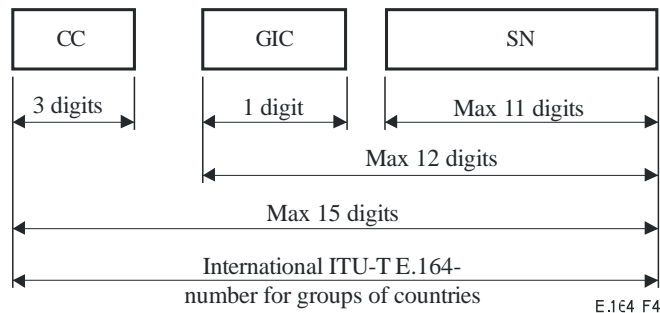 CC GIC SN
3 digits 1 digit Max 11 digits
Max 12 digits
Max 15 digits
International ITU-T E.164-
number for groups of countries
E.164 F4